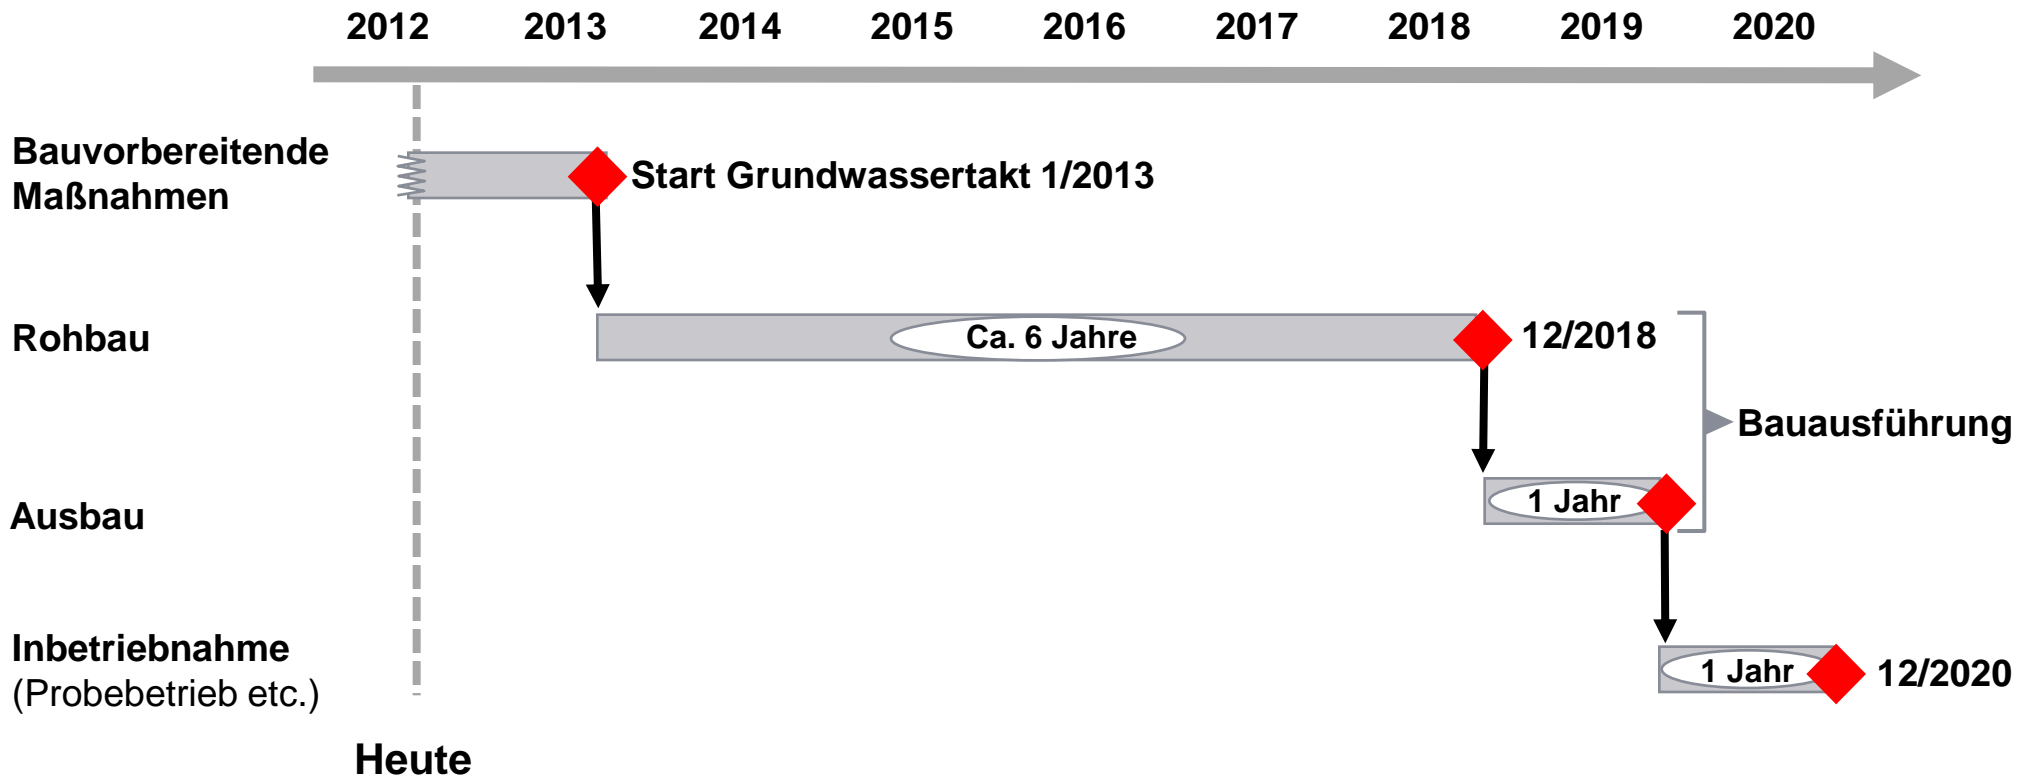 2012 2013 2014 2015 2016 2017 2018 2019 2020
Bauvorbereitende
Maßnahmen
Start Grundwassertakt 1/2013
Rohbau
Ca. 6 Jahre
12/2018
Bauausführung
Ausbau
1 Jahr
Inbetriebnahme
(Probebetrieb etc.)
1 Jahr
12/2020
Heute